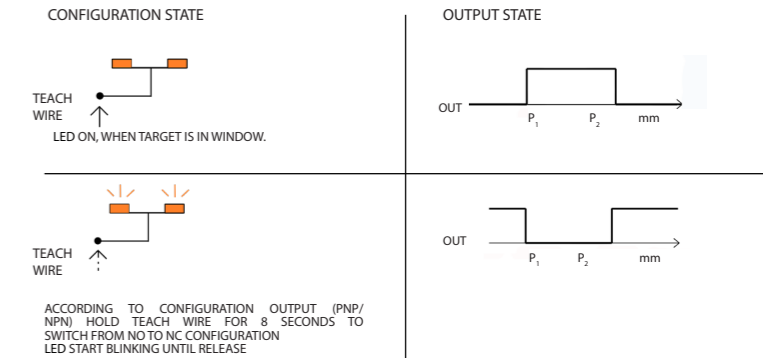 CONFIGURATION STATE
OUTPUT STATE
TEACH
WIRE
LED ON, WHEN TARGET IS IN WINDOW.
OUT
P1 P2 mm
TEACH
WIRE
ACCORDING TO CONFIGURATION OUTPUT (PNP/
NPN) HOLD TEACH WIRE FOR 8 SECONDS TO
SWITCH FROM NO TO NC CONFIGURATION
LED START BLINKING UNTIL RELEASE
OUT
P1 P2 mm